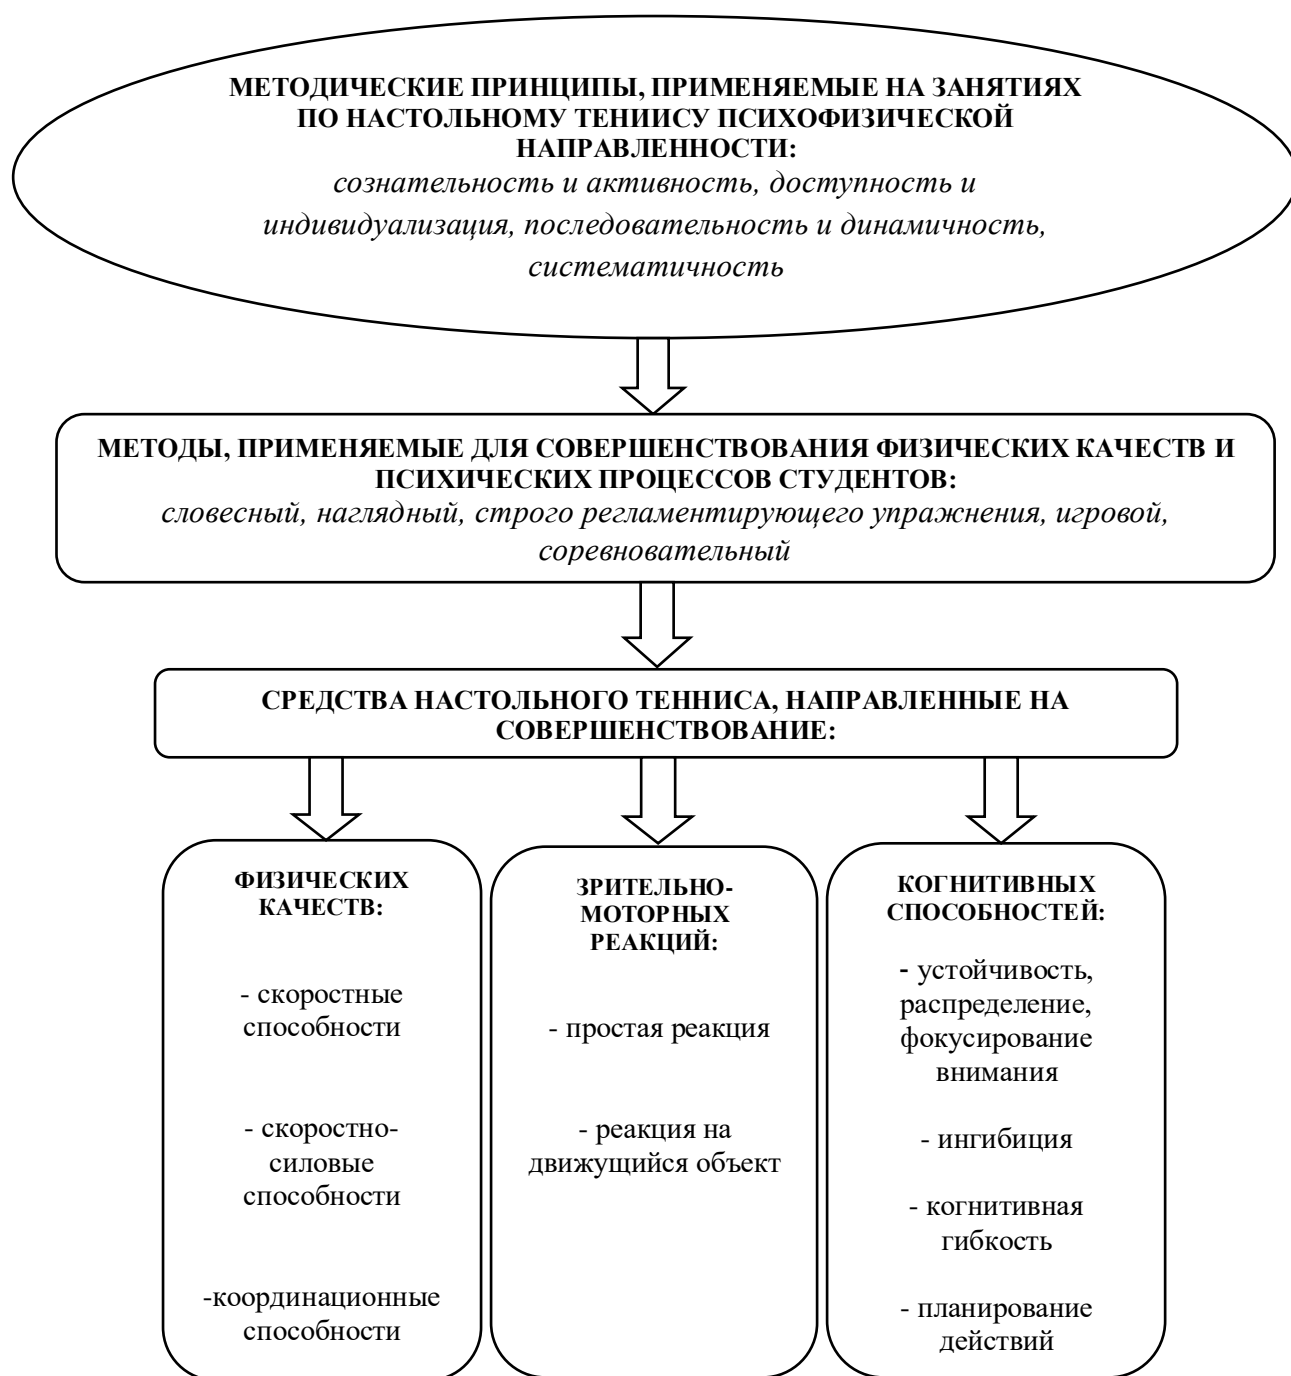 МЕТОДИЧЕСКИЕ ПРИНЦИПЫ, ПРИМЕНЯЕМЫЕ НА ЗАНЯТИЯХ
ПО НАСТОЛЬНОМУ ТЕНИИСУ ПСИХОФИЗИЧЕСКОЙ
НАПРАВЛЕННОСТИ:
сознательность и активность, доступность и
индивидуализация, последовательность и динамичность,
систематичность
МЕТОДЫ, ПРИМЕНЯЕМЫЕ ДЛЯ СОВЕРШЕНСТВОВАНИЯ ФИЗИЧЕСКИХ КАЧЕСТВ И
ПСИХИЧЕСКИХ ПРОЦЕССОВ СТУДЕНТОВ:
словесный, наглядный, строго регламентирующего упражнения, игровой,
соревновательный
СРЕДСТВА НАСТОЛЬНОГО ТЕННИСА, НАПРАВЛЕННЫЕ НА
СОВЕРШЕНСТВОВАНИЕ:
ФИЗИЧЕСКИХ
КАЧЕСТВ:
- скоростные
способности
- скоростно-
силовые
способности
-координационные
способности
ЗРИТЕЛЬНО-
МОТОРНЫХ
РЕАКЦИЙ:
- простая реакция
- реакция на
движущийся объект
КОГНИТИВНЫХ
СПОСОБНОСТЕЙ:
- устойчивость,
распределение,
фокусирование
внимания
- ингибиция
- когнитивная
гибкость
- планирование
действий